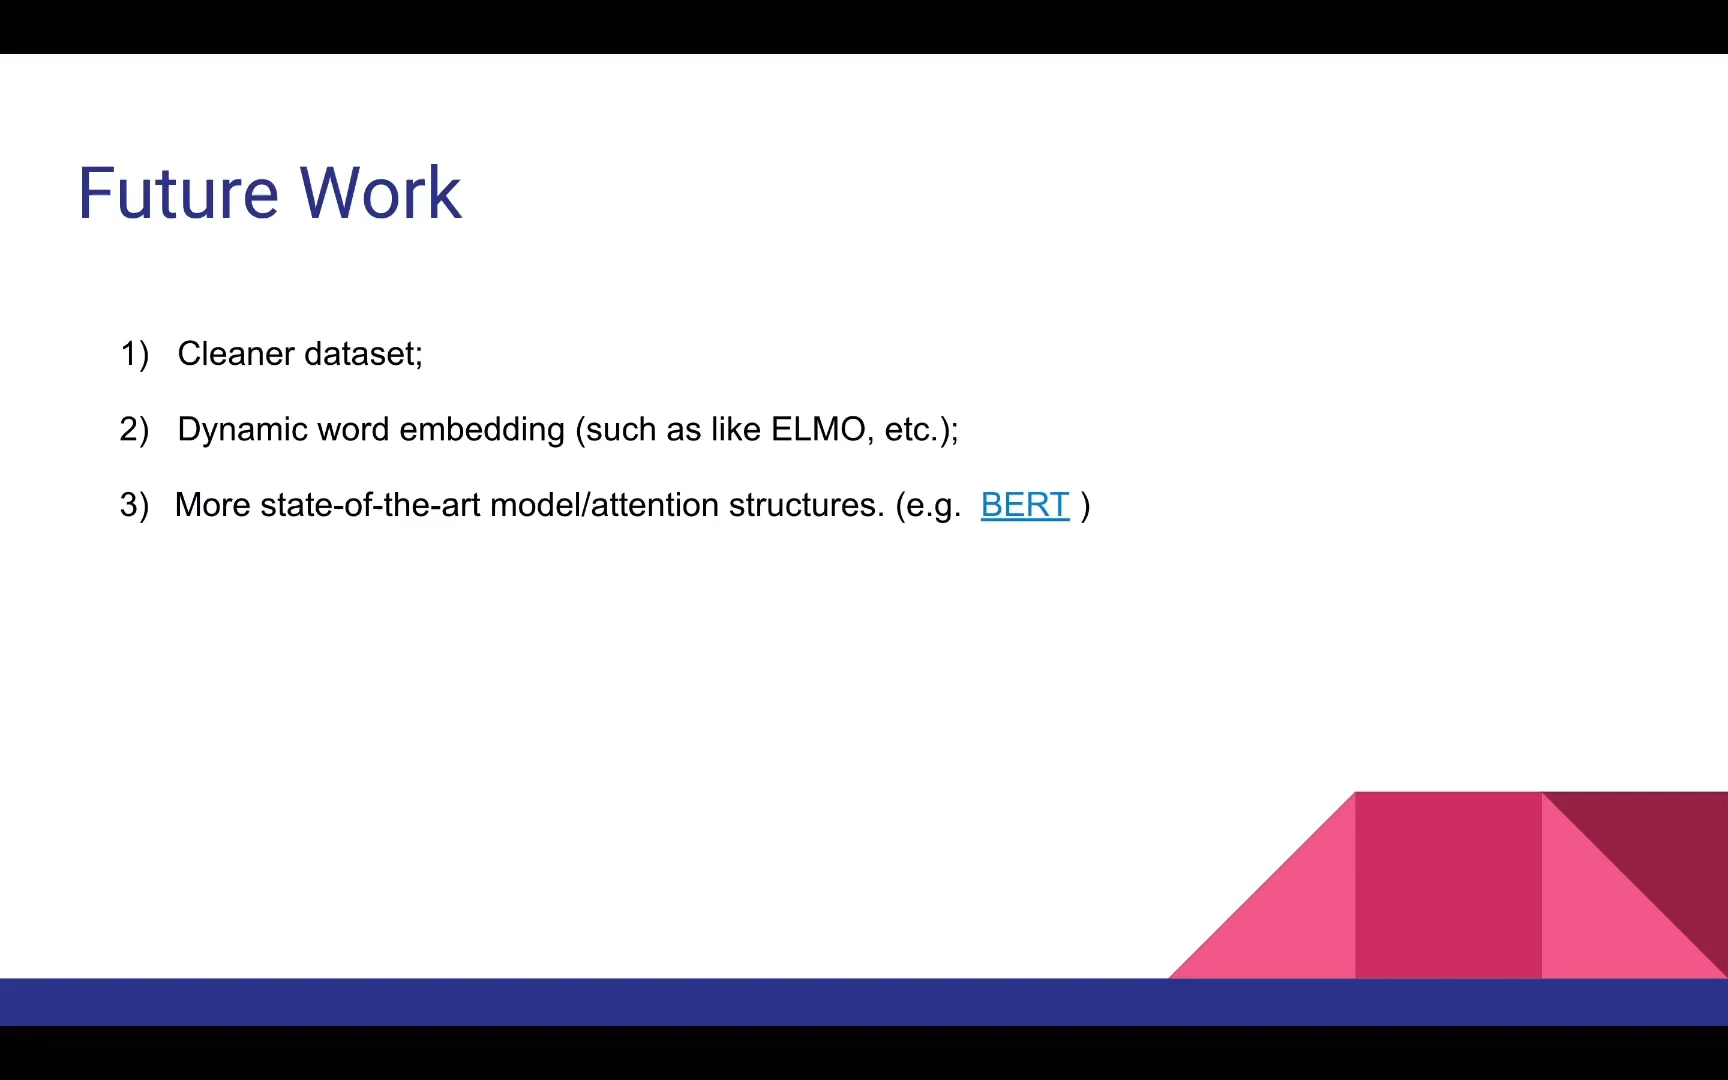 Future Work
1) Cleaner dataset;
2) Dynamic word embedding (such as like ELMO, etc.);
3) More state-of-the-art model/attention structures. (e.g. BERT )